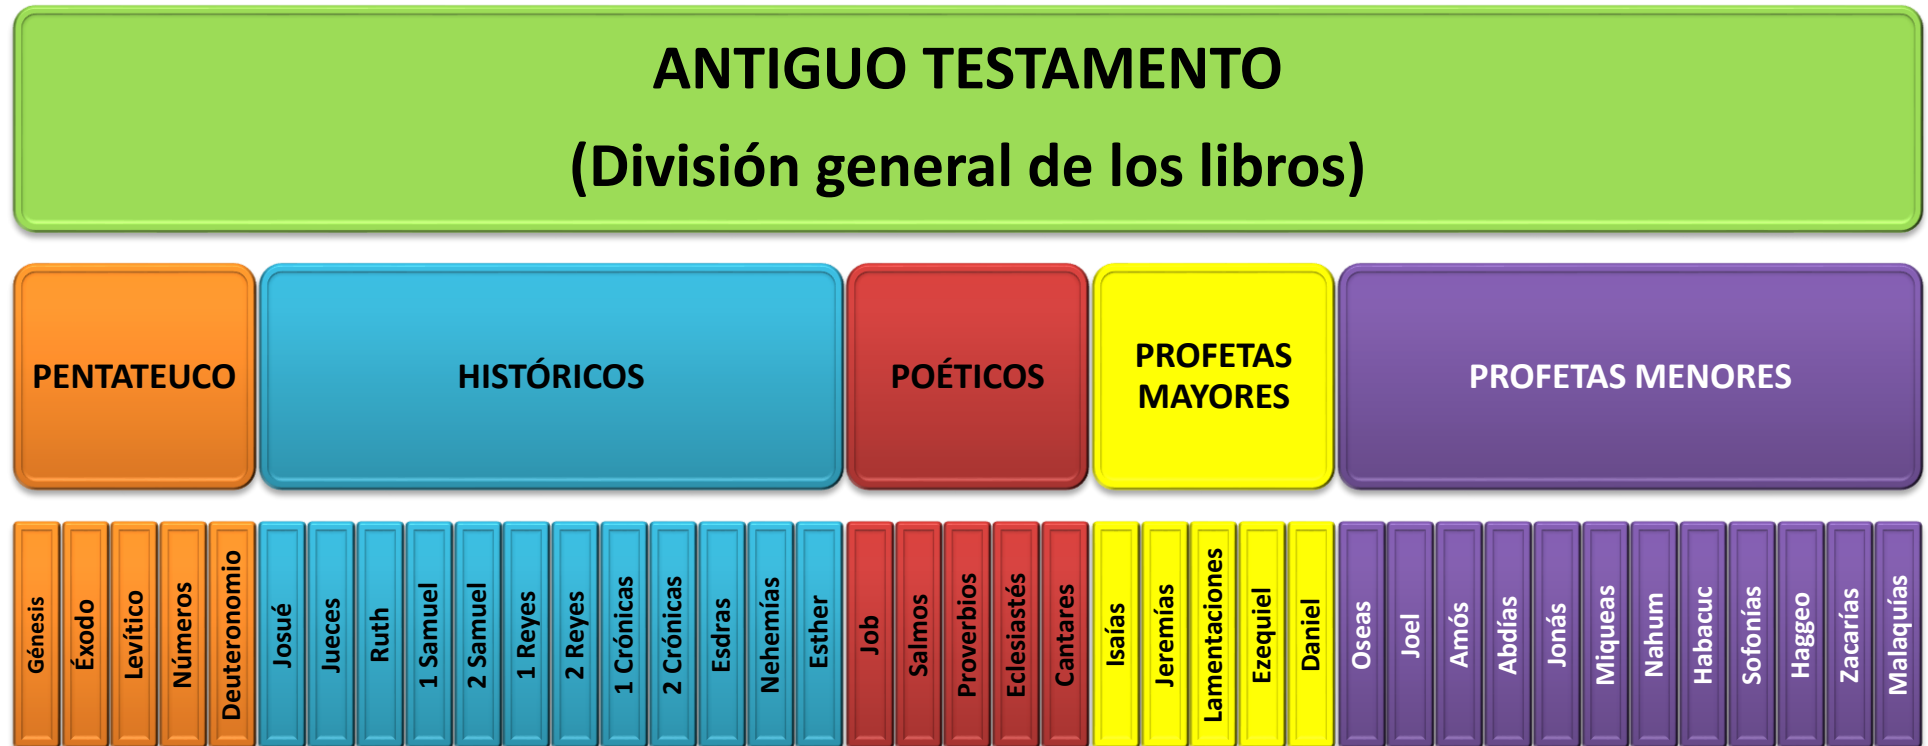 ANTIGUO TESTAMENTO
(División general de los libros)
PENTATEUCO
HISTÓRICOS
POÉTICOS
PROFETAS
MAYORES
PROFETAS MENORES
Génesis
Éxodo
Levítico
Números
Deuteronomio
Josué
Jueces
Ruth
1 Samuel
2 Samuel
1 Reyes
2 Reyes
1 Crónicas
2 Crónicas
Esdras
Nehemías
Esther
Job
Salmos
Proverbios
Eclesiastés
Cantares
Isaías
Jeremías
Lamentaciones
Ezequiel
Daniel
Oseas
Joel
Amós
Abdías
Jonás
Miqueas
Nahum
Habacuc
Sofonías
Haggeo
Zacarías
Malaquías